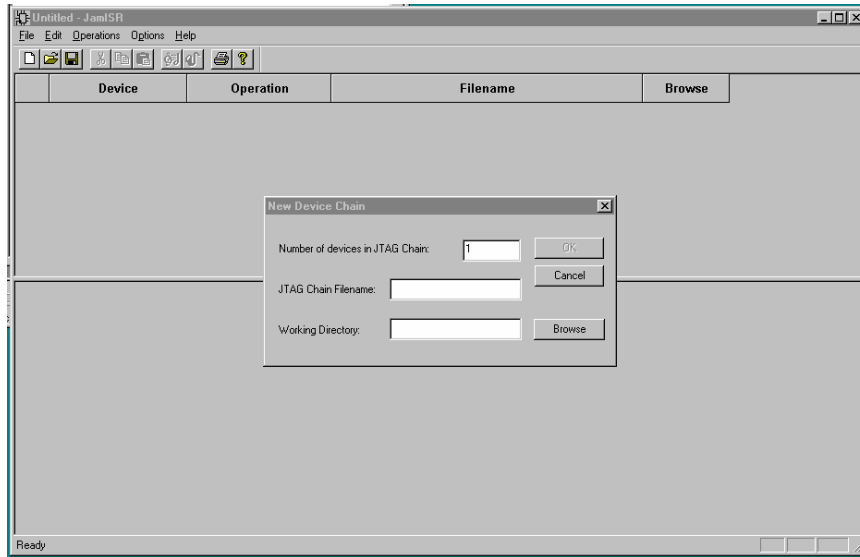 Untitled - JamISR
File Edit Operations Options Help
Device Operation Filename Browse
New Device Chain
Number of devices in JTAG Chain: 1 OK
Cancel
JTAG Chain Filename:
Working Directory: Browse
Ready